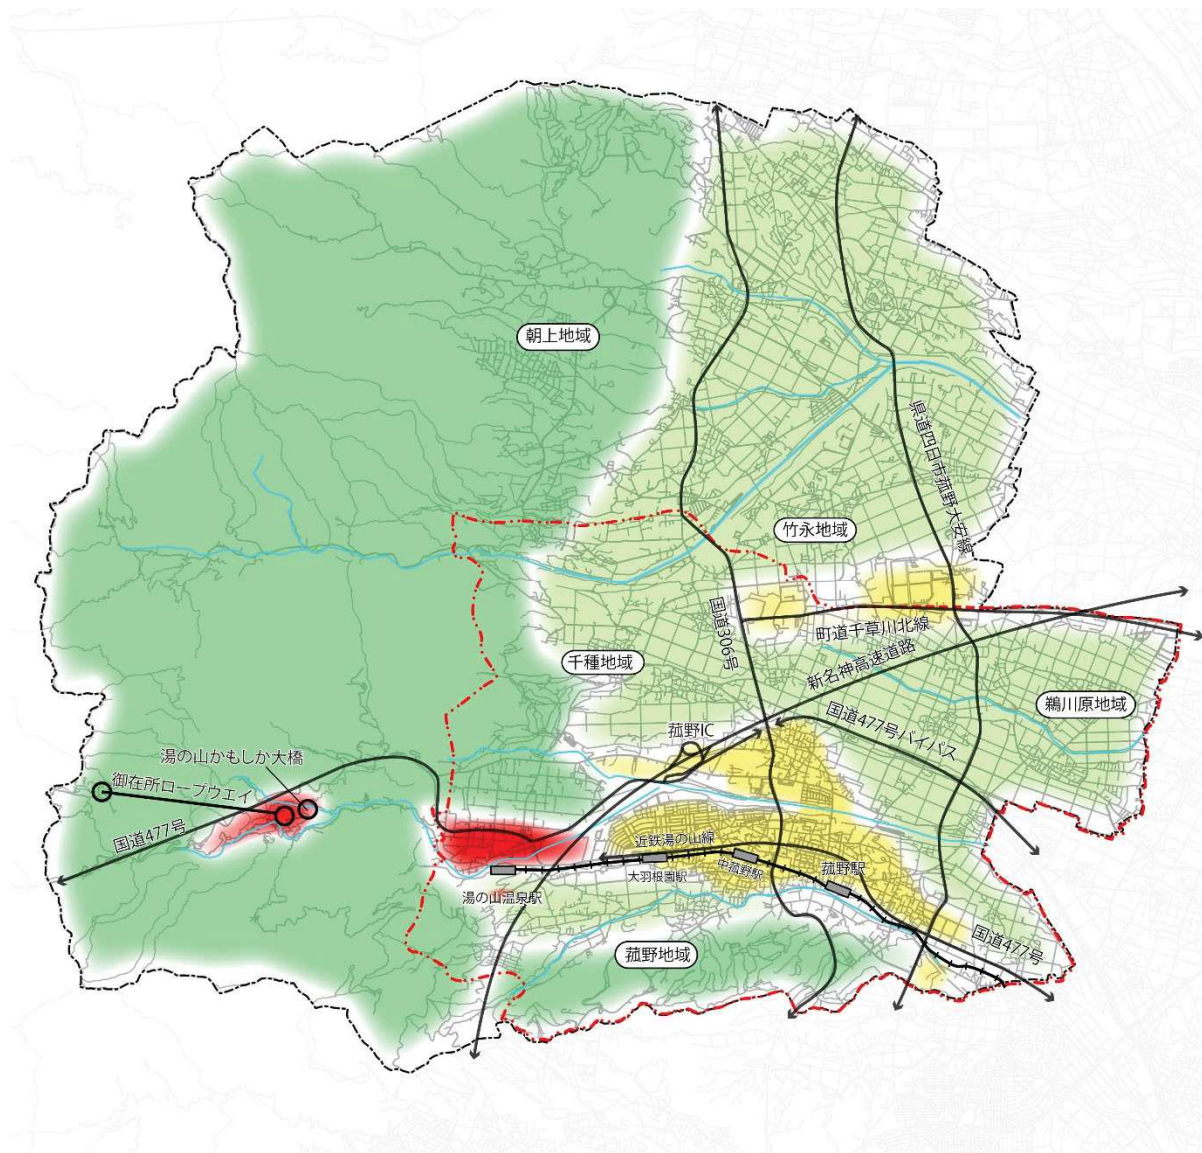 朝上地域
県道四日市菰野大安線
竹永地域
国道306号
町道千草川北線
千種地域
新名神高速道路
鵜川原地域
国道477号バイパス
菰野IC
湯の山かもしか大橋
御在所ロープウエイ
国道477号
近鉄湯の山線
大羽根園駅
中菰野駅
菰野駅
湯の山温泉駅
国道477号
菰野地域